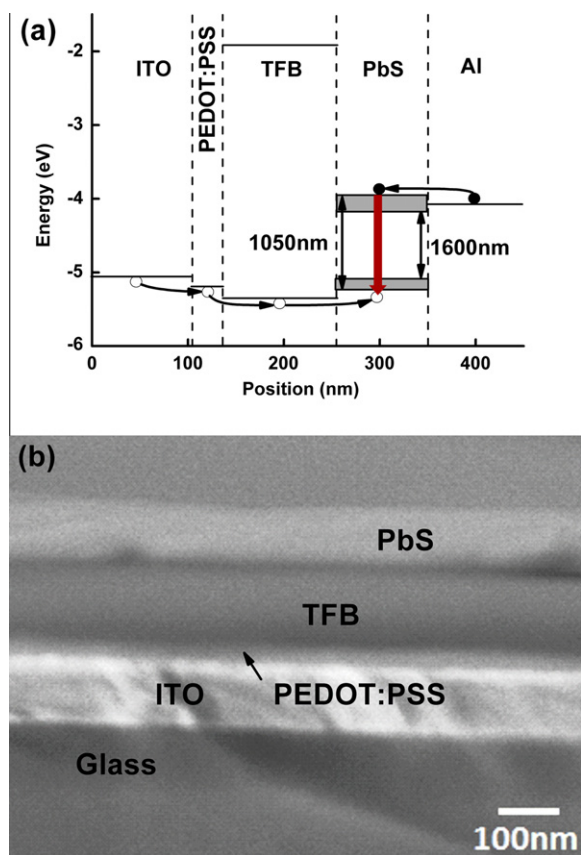 (a)
ITO
PEDOT:PSS
TFB
PbS
Al
-2
-3
-4
-5
-6
Energy (eV)
1050nm
1600nm
0
100
200
300
400
Position (nm)
(b)
PbS
TFB
ITO
PEDOT:PSS
Glass
100nm